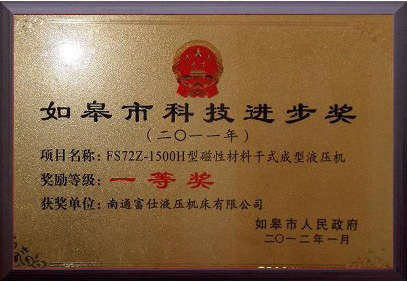 如皋市科技进步奖
（二〇一一年）
项目名称：FS72Z-1500H型磁性材料干式成型液压机
奖励等级：一等奖
获奖单位：南通富仕液压机床有限公司
如皋市人民政府
二〇一二年一月